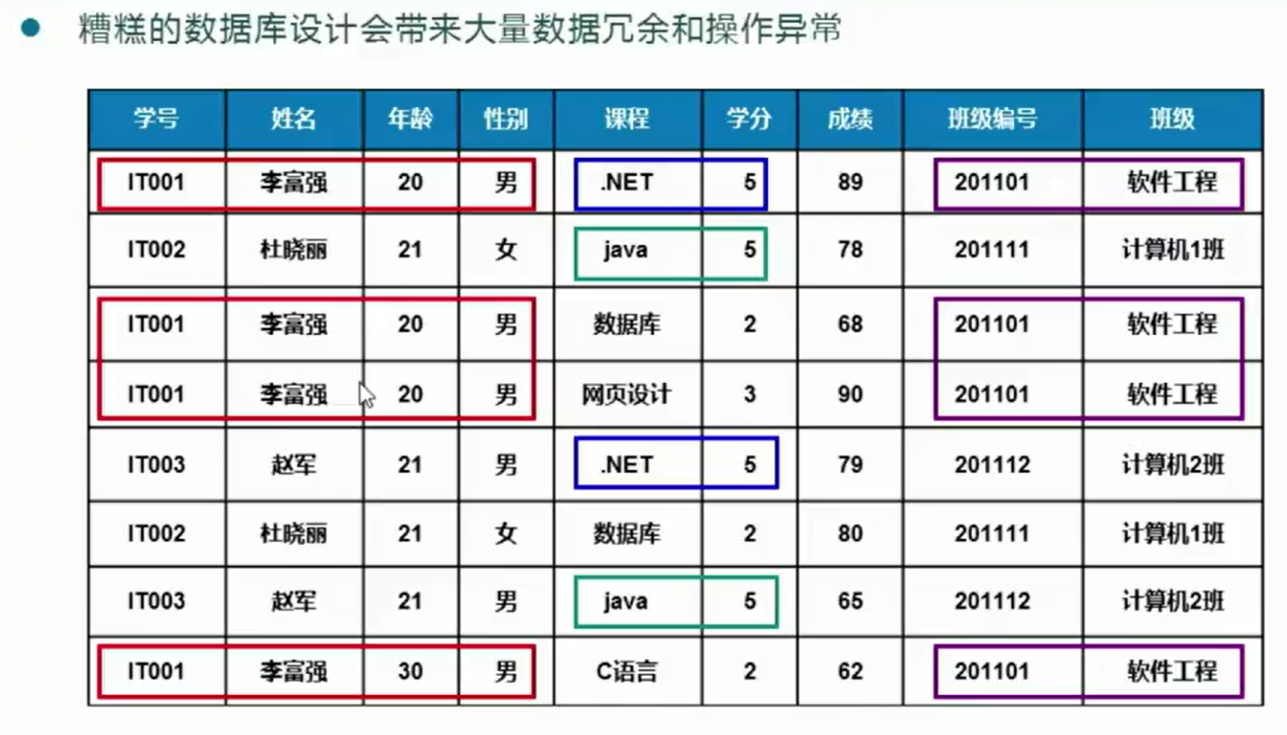 糟糕的数据库设计会带来大量数据冗余和操作异常
学号 姓名 年龄 性别 课程 学分 成绩 班级编号 班级
IT001 李富强 20 男 .NET 5 89 201101 软件工程
IT002 杜晓丽 21 女 java 5 78 201111 计算机1班
IT001 李富强 20 男 数据库 2 68 201101 软件工程
IT001 李富强 20 男 网页设计 3 90 201101 软件工程
IT003 赵军 21 男 .NET 5 79 201112 计算机2班
IT002 杜晓丽 21 女 数据库 2 80 201111 计算机1班
IT003 赵军 21 男 java 5 65 201112 计算机2班
IT001 李富强 30 男 C语言 2 62 201101 软件工程